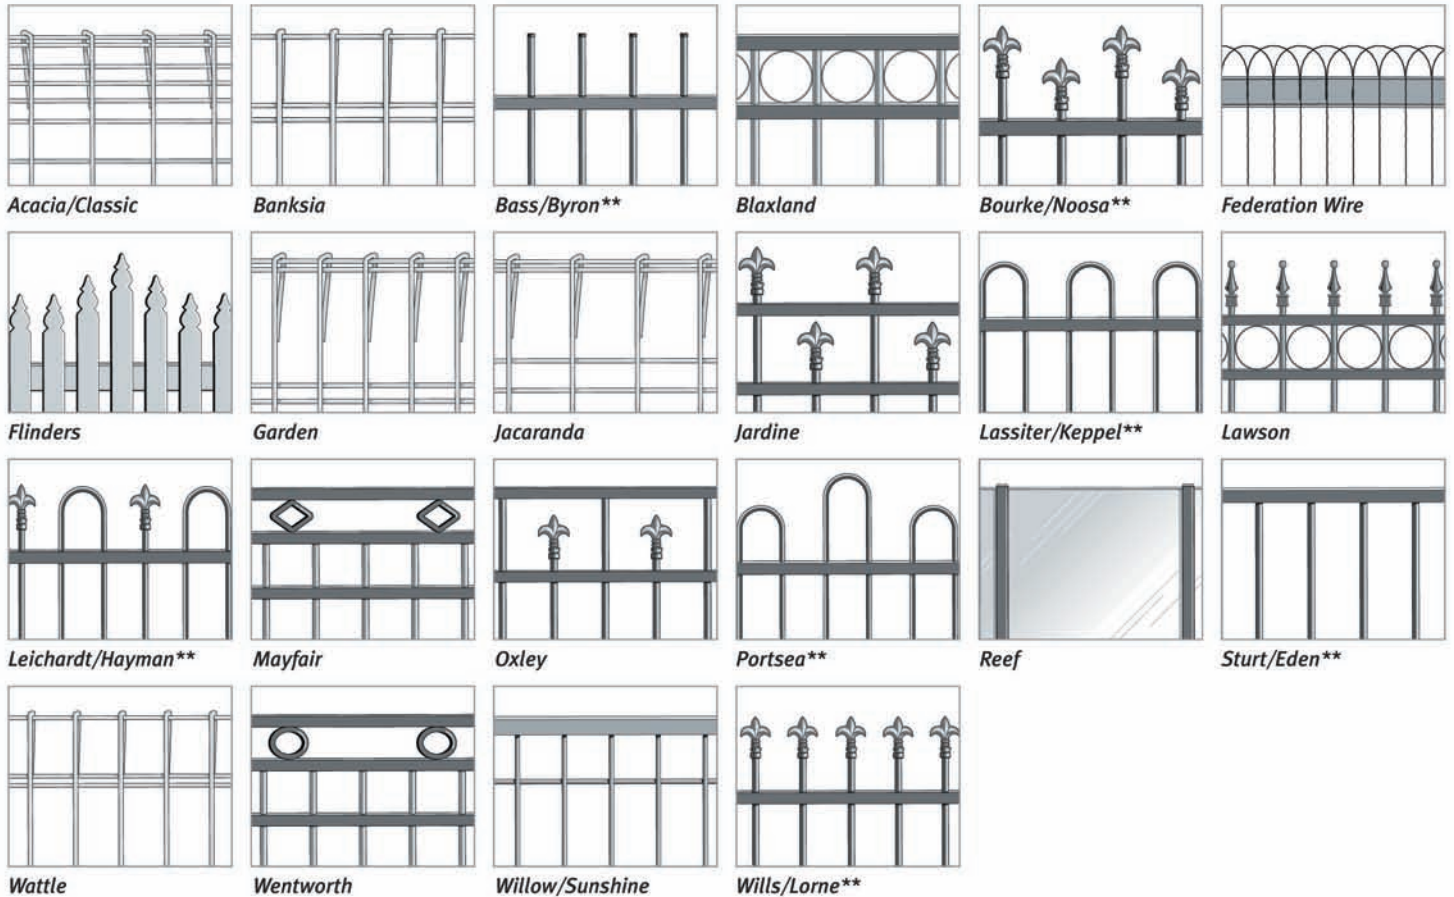 Acacia/Classic
Banksia
Bass/Byron**
Blaxland
Bourke/Noosa**
Federation Wire
Flinders
Garden
Jacaranda
Jardine
Lassiter/Keppel**
Lawson
Leichardt/Hayman**
Mayfair
Oxley
Portsea**
Reef
Sturt/Eden**
Wattle
Wentworth
Willow/Sunshine
Wills/Lorne**